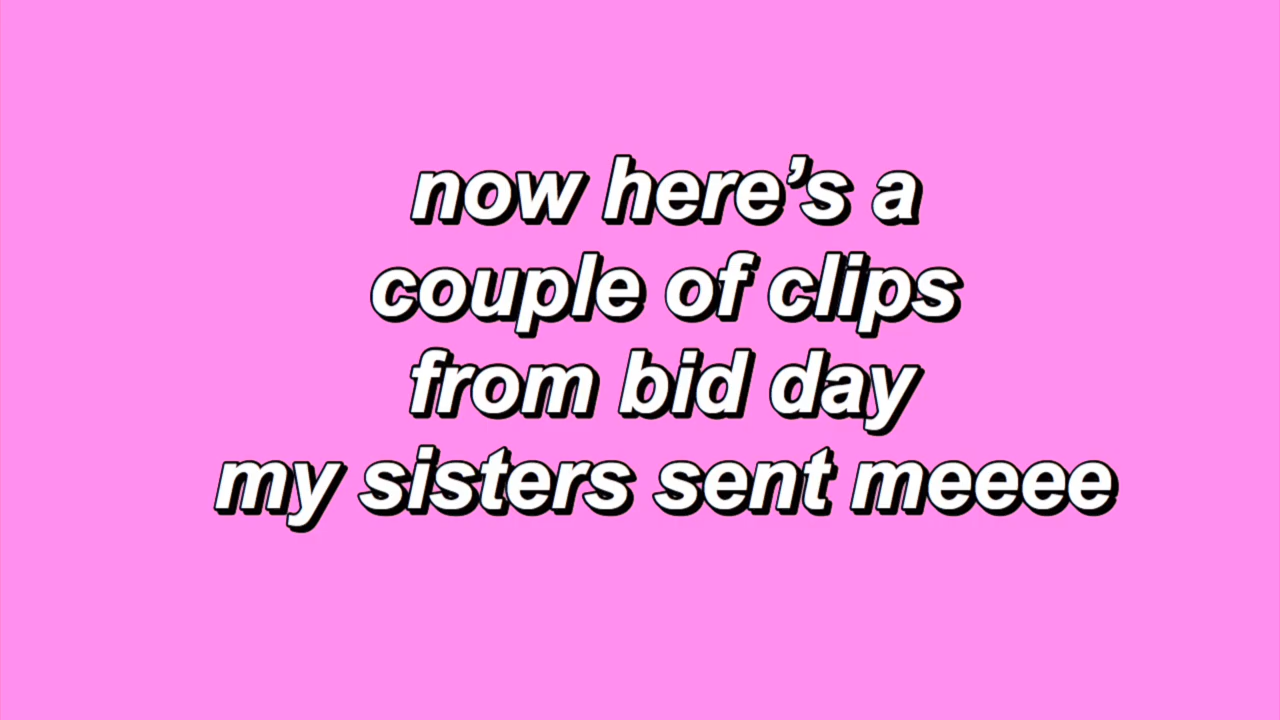 now here’s a
couple of clips
from bid day
my sisters sent meeee